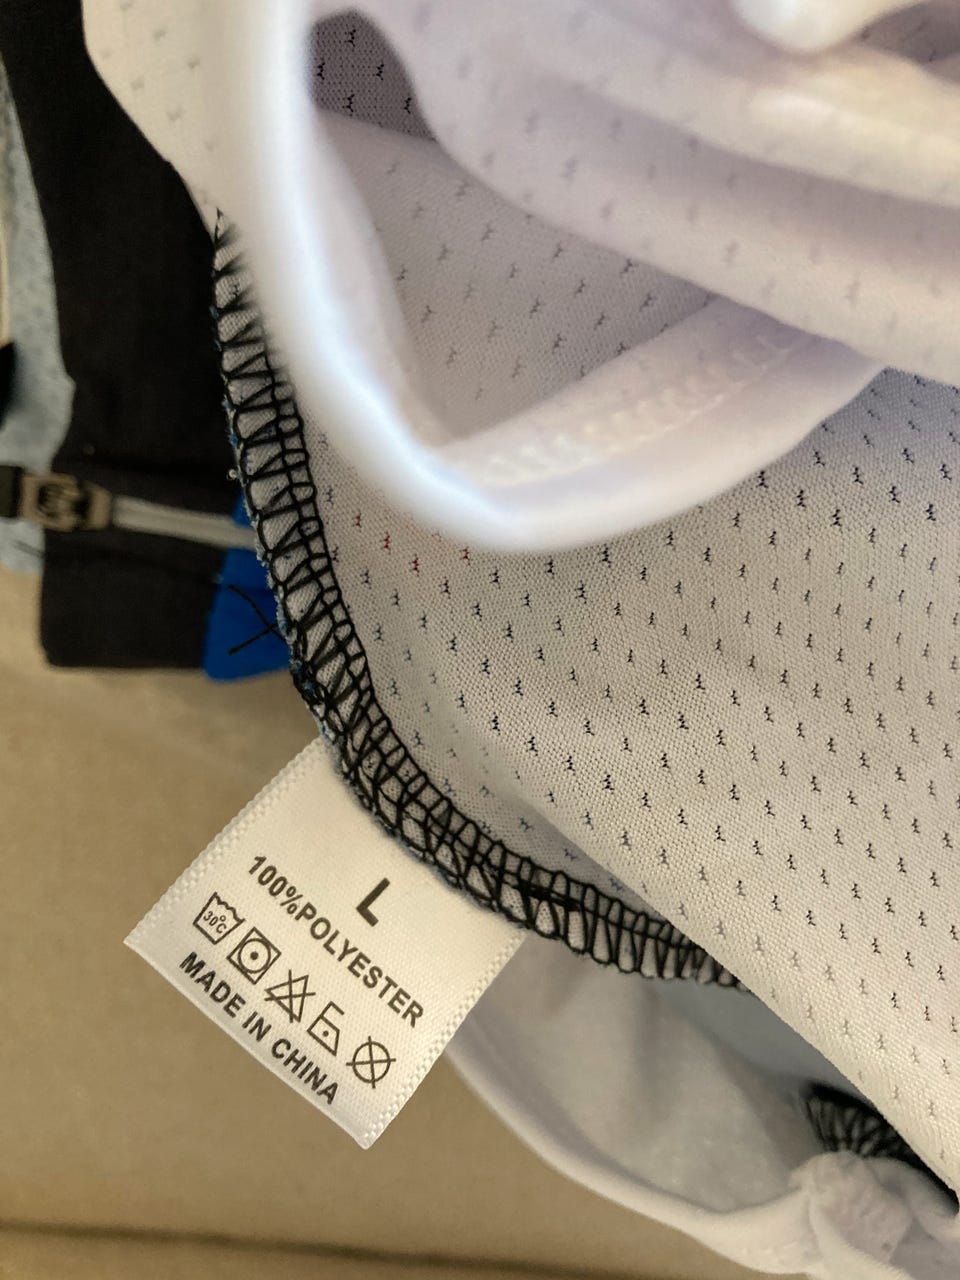 L
100%POLYESTER
30°C
MADE IN CHINA